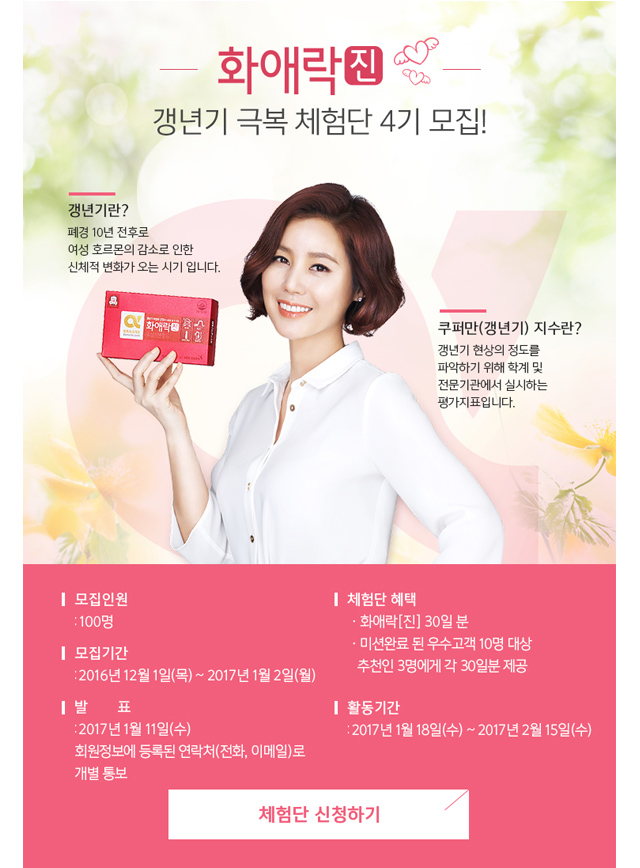 화애락진
갱년기 극복 체험단 4기 모집!
갱년기란?
폐경 10년 전후로
여성 호르몬의 감소로 인한
신체적 변화가 오는 시기 입니다.
화애락진
쿠퍼만(갱년기) 지수란?
갱년기 현상의 정도를
파악하기 위해 학계 및
전문기관에서 실시하는
평가지표입니다.
모집인원
: 100명
모집기간
: 2016년 12월 1일(목) ~ 2017년 1월 2일(월)
발 표
: 2017년 1월 11일(수)
회원정보에 등록된 연락처(전화, 이메일)로
개별 통보
체험단 혜택
· 화애락[진] 30일 분
· 미션완료 된 우수고객 10명 대상
추천인 3명에게 각 30일분 제공
활동기간
: 2017년 1월 18일(수) ~ 2017년 2월 15일(수)
체험단 신청하기